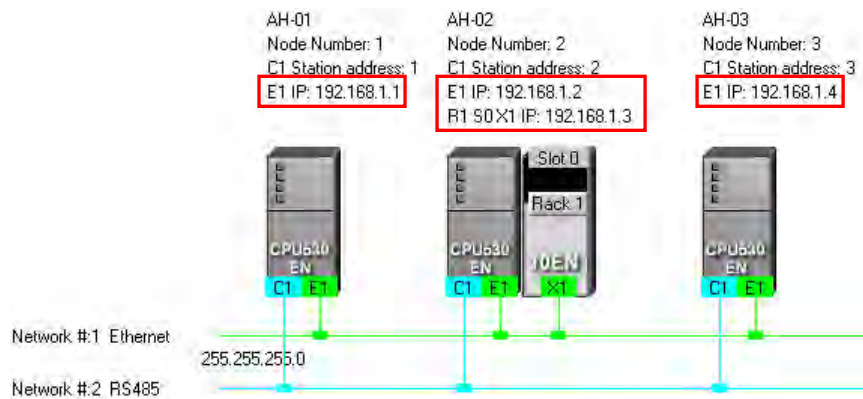 AH-01
Node Number: 1
C1 Station address: 1
E1 IP: 192.168.1.1
AH-02
Node Number: 2
C1 Station address: 2
E1 IP: 192.168.1.2
R1 S0 X1 IP: 192.168.1.3
AH-03
Node Number: 3
C1 Station address: 3
E1 IP: 192.168.1.4
CPU530
EN
C1 E1
CPU530
EN
C1 E1
Slot 0
Rack 1
10EN
X1
CPU530
EN
C1 E1
Network #:1 Ethernet
255.255.255.0
Network #:2 RS485